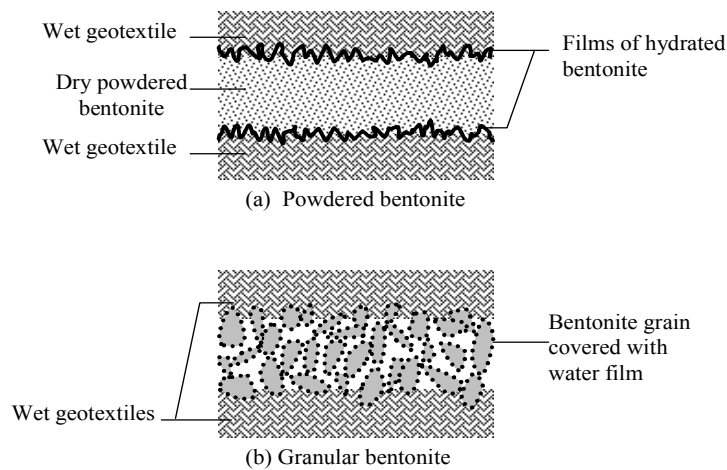 Wet geotextile
Films of hydrated
bentonite
Dry powdered
bentonite
Wet geotextile
(a) Powdered bentonite
Bentonite grain
covered with
water film
Wet geotextiles
(b) Granular bentonite